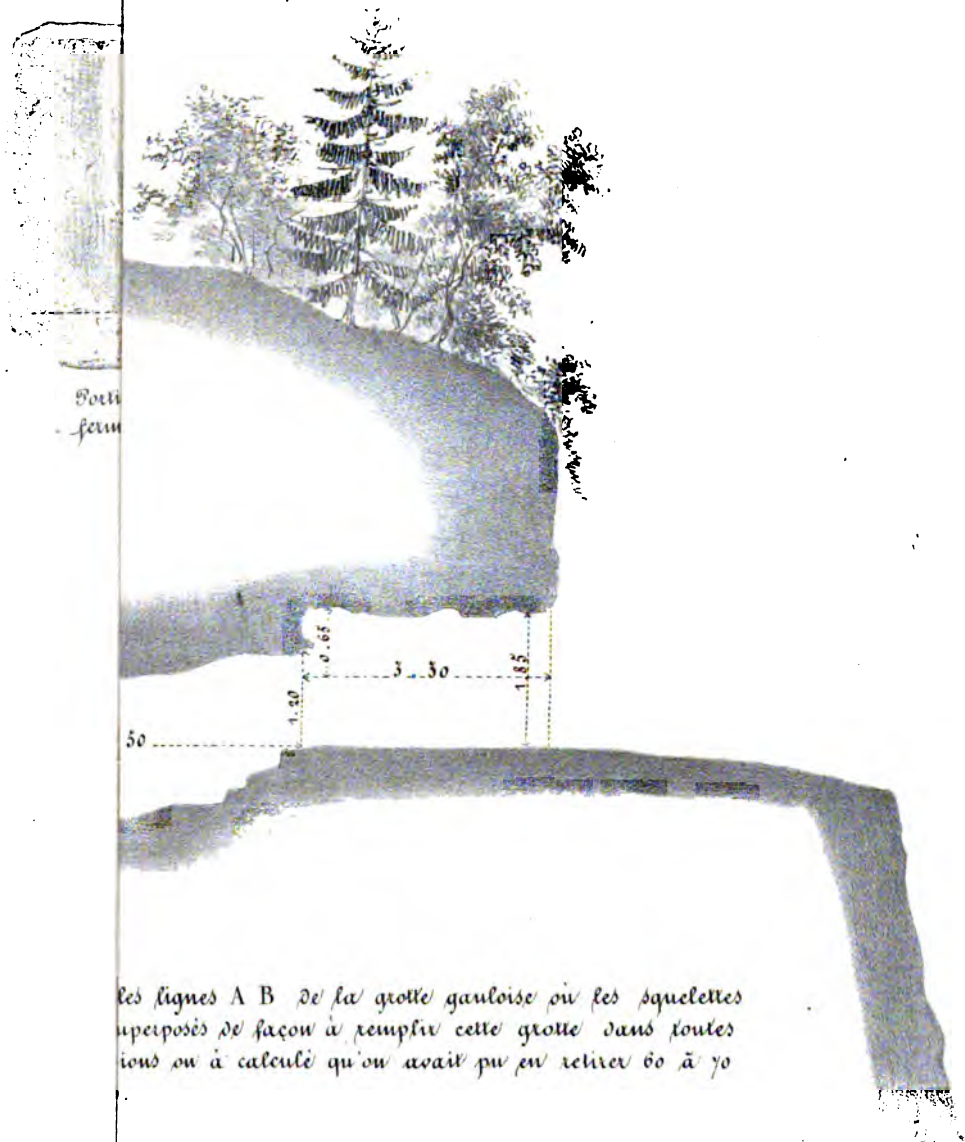 Porti
ferm
0.65
3.50
1.85
1.20
50
les lignes A B de la grotte gauloise où les squelettes
uperposés de façon à remplir cette grotte dans toutes
ions on à calculé qu'on avait pu en retirer 60 à 70